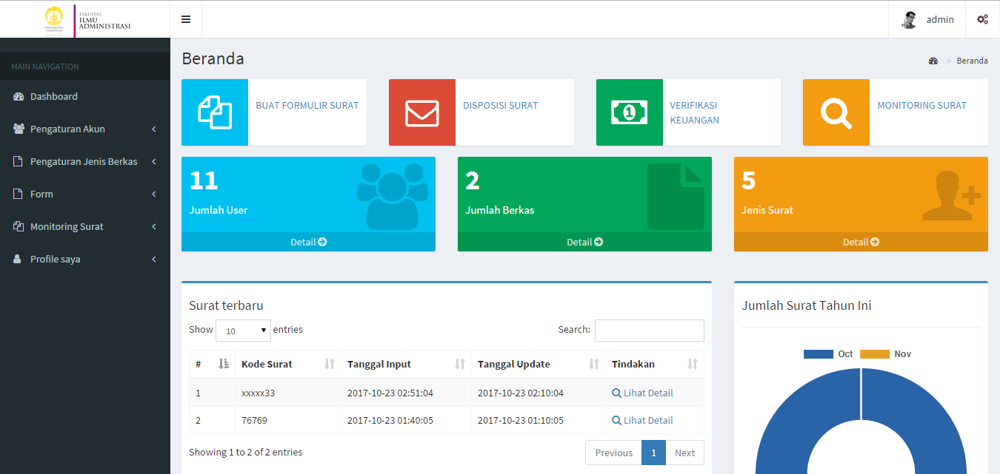 UNIVERSITAS
INDONESIA
FAKULTAS
ILMU
ADMINISTRASI
admin
MAIN NAVIGATION
Dashboard
Pengaturan Akun
Pengaturan Jenis Berkas
Form
Monitoring Surat
Profile saya
Beranda
> Beranda
BUAT FORMULIR SURAT
DISPOSISI SURAT
1
VERIFIKASI
KEUANGAN
MONITORING SURAT
11
Jumlah User
Detail
2
Jumlah Berkas
Detail
5
Jenis Surat
Detail
Surat terbaru
Show 10 entries
Search:
# Kode Surat Tanggal Input Tanggal Update Tindakan
1 xxxxx33 2017-10-23 02:51:04 2017-10-23 02:10:04 Lihat Detail
2 76769 2017-10-23 01:40:05 2017-10-23 01:10:05 Lihat Detail
Showing 1 to 2 of 2 entries
Previous 1 Next
Jumlah Surat Tahun Ini
Oct Nov